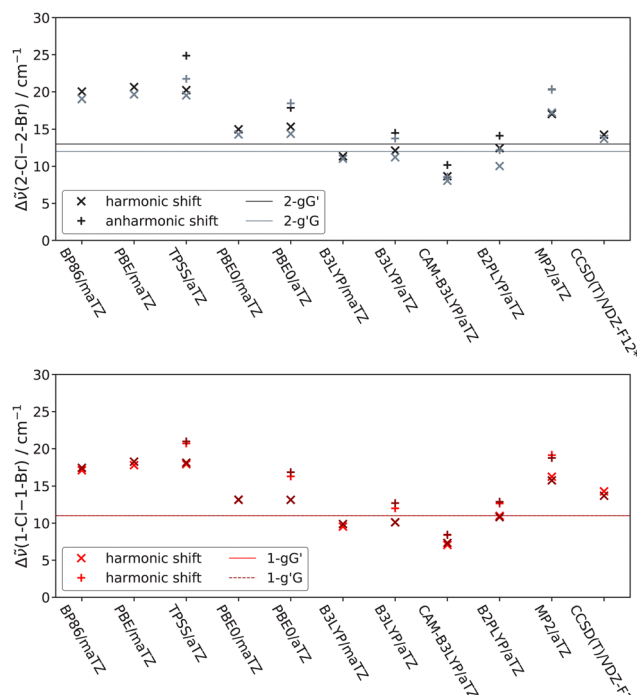 Δν̃(2-Cl−2-Br) / cm⁻¹
30
25
20
15
10
5
0
× harmonic shift
+ anharmonic shift
2-gG'
2-g'G
BP86/maTZ
PBE/maTZ
TPSS/aTZ
PBE0/maTZ
PBE0/aTZ
B3LYP/maTZ
B3LYP/aTZ
CAM-B3LYP/aTZ
B2PLYP/aTZ
MP2/aTZ
CCSD(T)/VDZ-F12*
Δν̃(1-Cl−1-Br) / cm⁻¹
30
25
20
15
10
5
0
× harmonic shift
+ harmonic shift
1-gG'
1-g'G
BP86/maTZ
PBE/maTZ
TPSS/aTZ
PBE0/maTZ
PBE0/aTZ
B3LYP/maTZ
B3LYP/aTZ
CAM-B3LYP/aTZ
B2PLYP/aTZ
MP2/aTZ